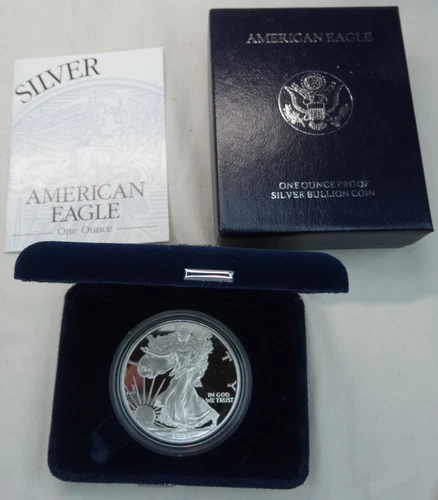 SILVER
AMERICAN
EAGLE
One Ounce
AMERICAN EAGLE
ONE OUNCE PROOF
SILVER BULLION COIN
IN GOD
WE TRUST